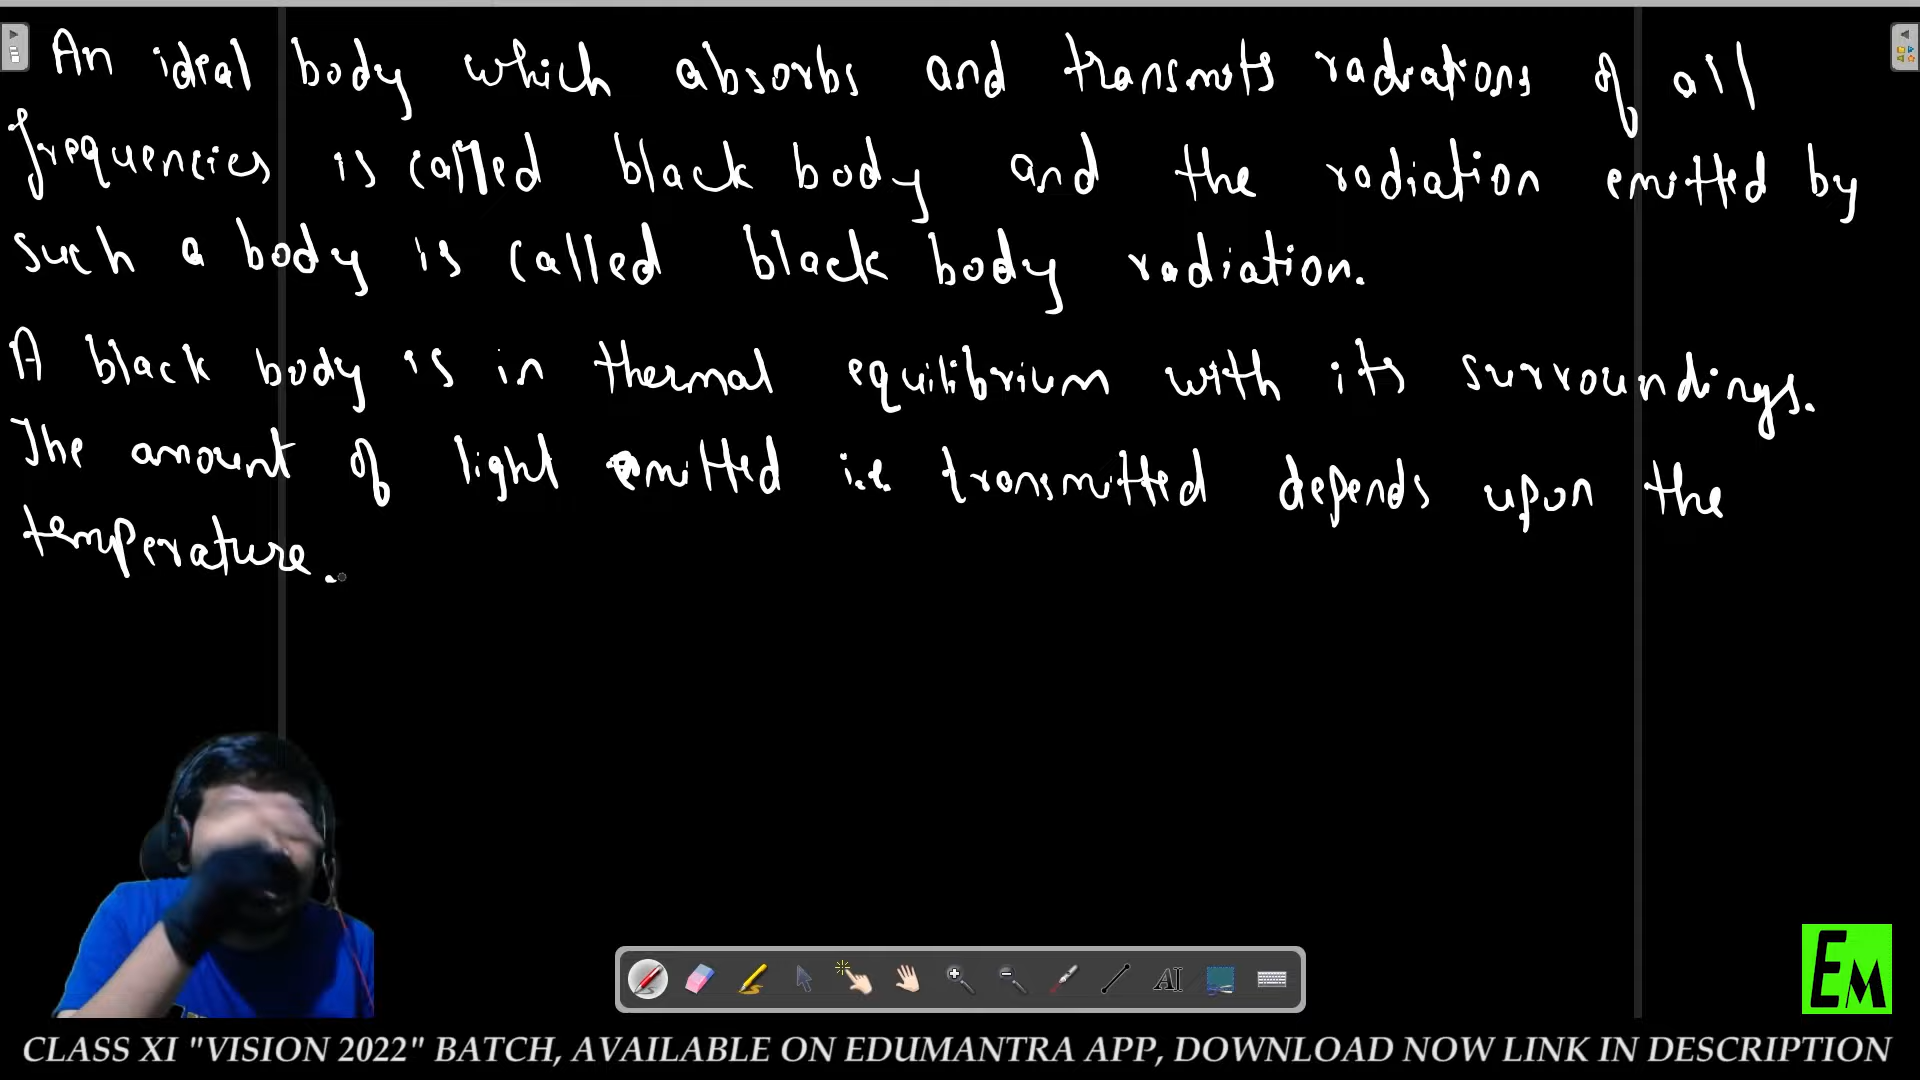 An ideal body which absorbs and transmits radiations of all
frequencies is called black body and the radiation emitted by
such a body is called black body radiation.
A black body is in thermal equilibrium with its surroundings.
The amount of light emitted i.e. transmitted depends upon the
temperature.
AI
EM
CLASS XI "VISION 2022" BATCH, AVAILABLE ON EDUMANTRA APP, DOWNLOAD NOW LINK IN DESCRIPTION